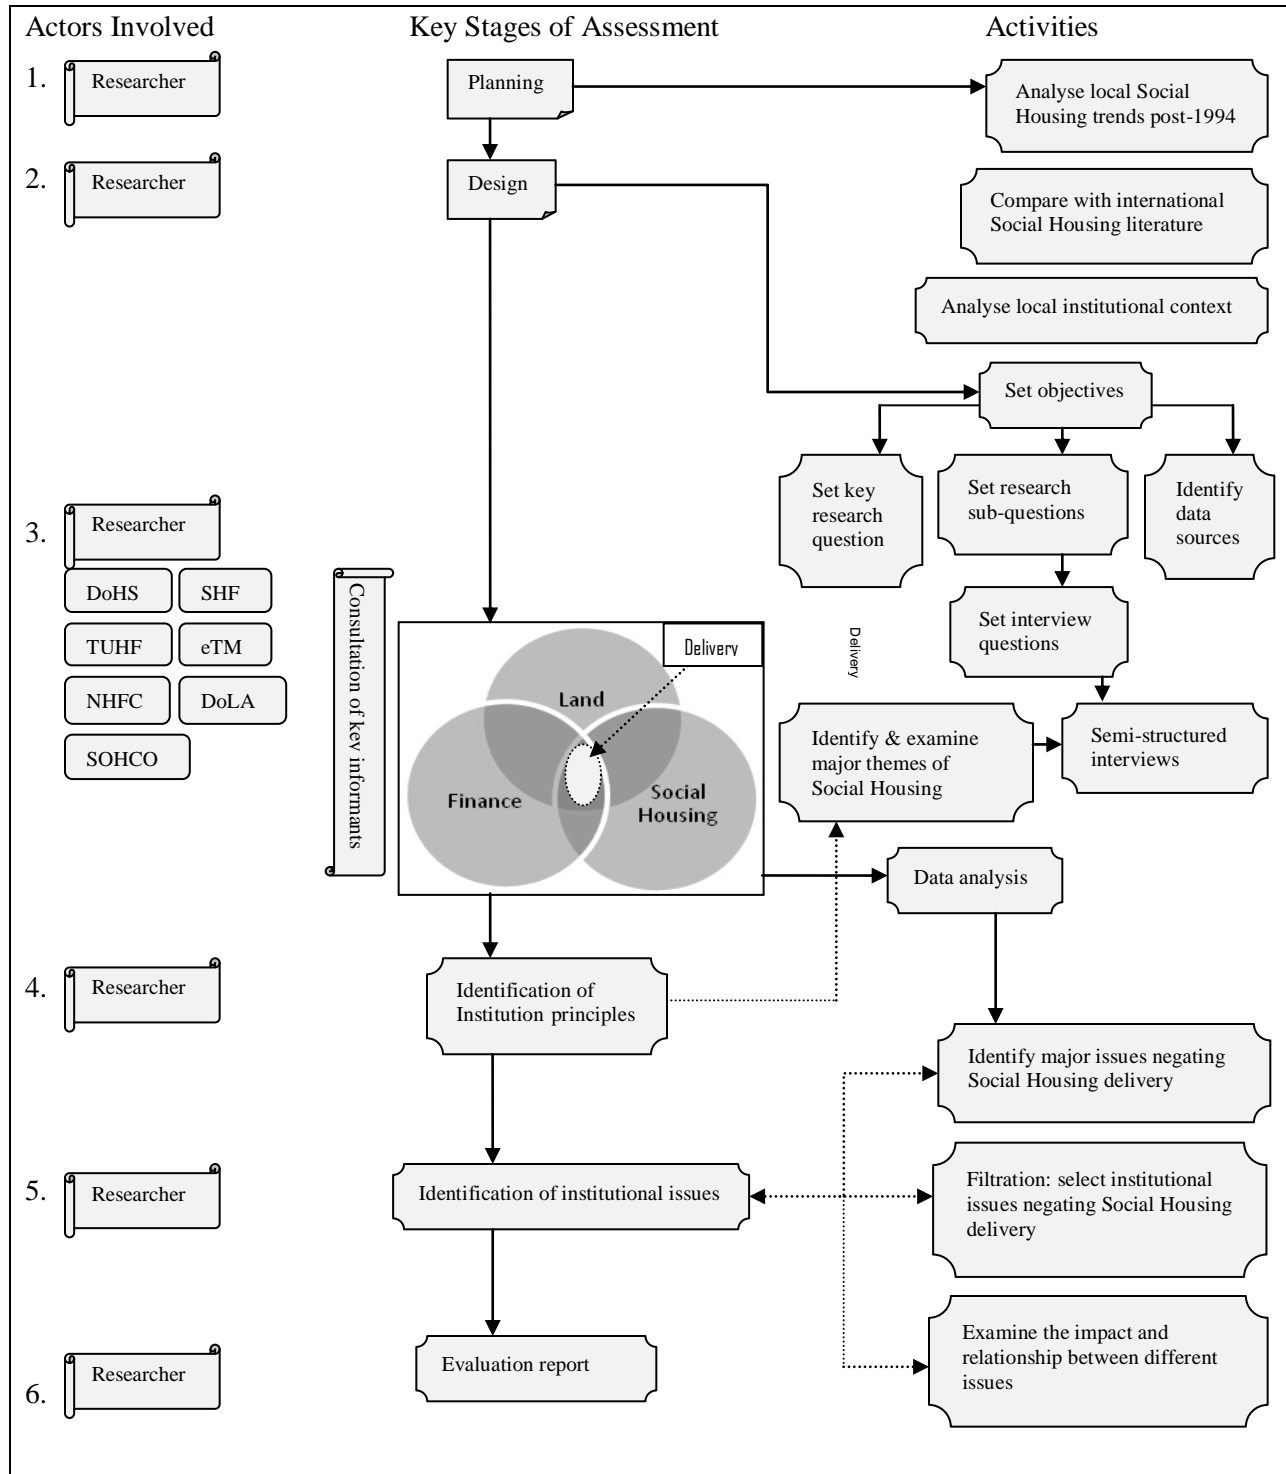 Actors Involved
Key Stages of Assessment
Activities
1.
Researcher
Planning
Analyse local Social
Housing trends post-1994
2.
Researcher
Design
Compare with international
Social Housing literature
Analyse local institutional context
Set objectives
Set key
research
question
Set research
sub-questions
Identify
data
sources
3.
Researcher
DoHS
SHF
TUHF
eTM
NHFC
DoLA
SOHCO
Consultation of key informants
Delivery
Land
Finance
Social
Housing
Delivery
Set interview
questions
Identify & examine
major themes of
Social Housing
Semi-structured
interviews
Data analysis
4.
Researcher
Identification of
Institution principles
Identify major issues negating
Social Housing delivery
5.
Researcher
Identification of institutional issues
Filtration: select institutional
issues negating Social Housing
delivery
6.
Researcher
Evaluation report
Examine the impact and
relationship between different
issues